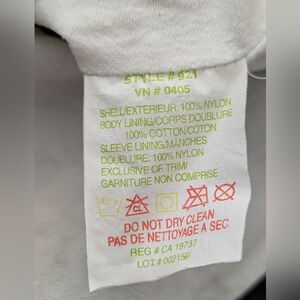 STYLE # 921
VN # 0405
SHELL/EXTERIEUR: 100% NYLON
BODY LINING/CORPS DOUBLURE
100% COTTON/COTON
SLEEVE LINING/MANCHES
DOUBLURE: 100% NYLON
EXCLUSIVE OF TRIM/
GARNITURE NON COMPRISE
40°c CL
DO NOT DRY CLEAN
PAS DE NETTOYAGE A SEC
REG # CA 19737
LOT # 002159